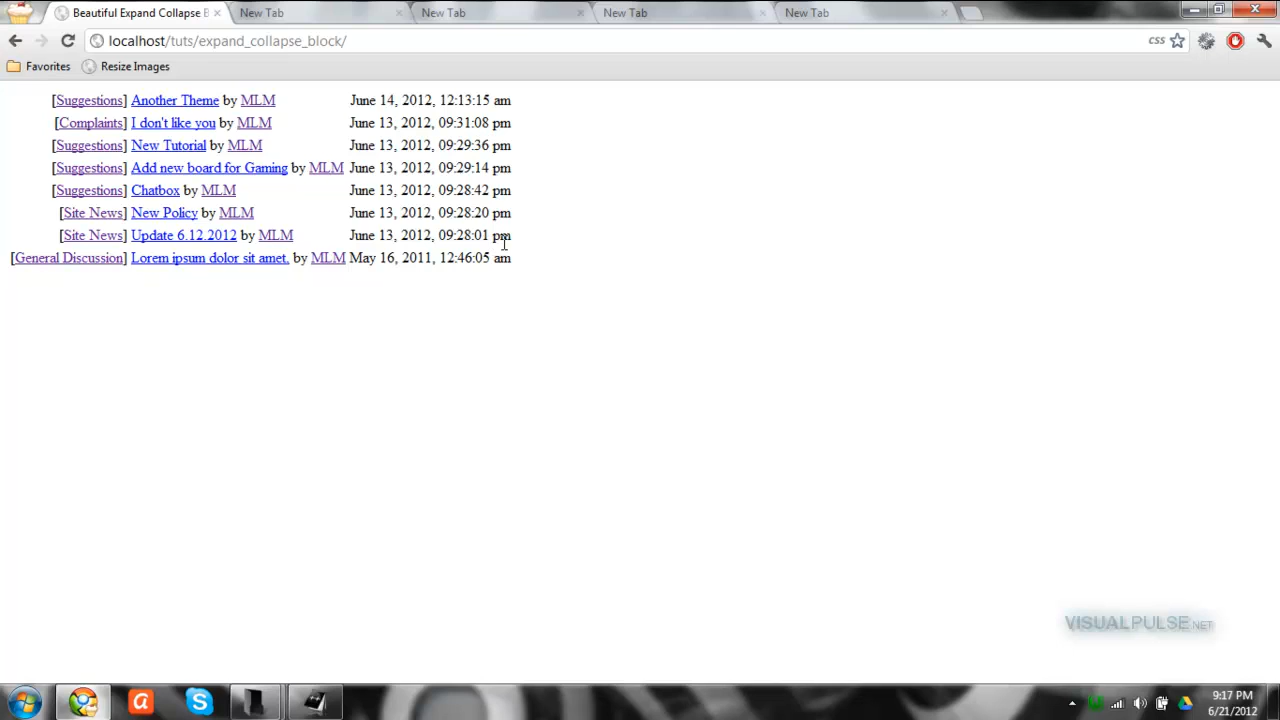 Beautiful Expand Collapse B
New Tab
New Tab
New Tab
New Tab
localhost/tuts/expand_collapse_block/
css
Favorites
Resize Images
[Suggestions] Another Theme by MLM June 14, 2012, 12:13:15 am
[Complaints] I don't like you by MLM June 13, 2012, 09:31:08 pm
[Suggestions] New Tutorial by MLM June 13, 2012, 09:29:36 pm
[Suggestions] Add new board for Gaming by MLM June 13, 2012, 09:29:14 pm
[Suggestions] Chatbox by MLM June 13, 2012, 09:28:42 pm
[Site News] New Policy by MLM June 13, 2012, 09:28:20 pm
[Site News] Update 6.12.2012 by MLM June 13, 2012, 09:28:01 pm
[General Discussion] Lorem ipsum dolor sit amet. by MLM May 16, 2011, 12:46:05 am
VISUALPULSE.NET
9:17 PM
6/21/2012